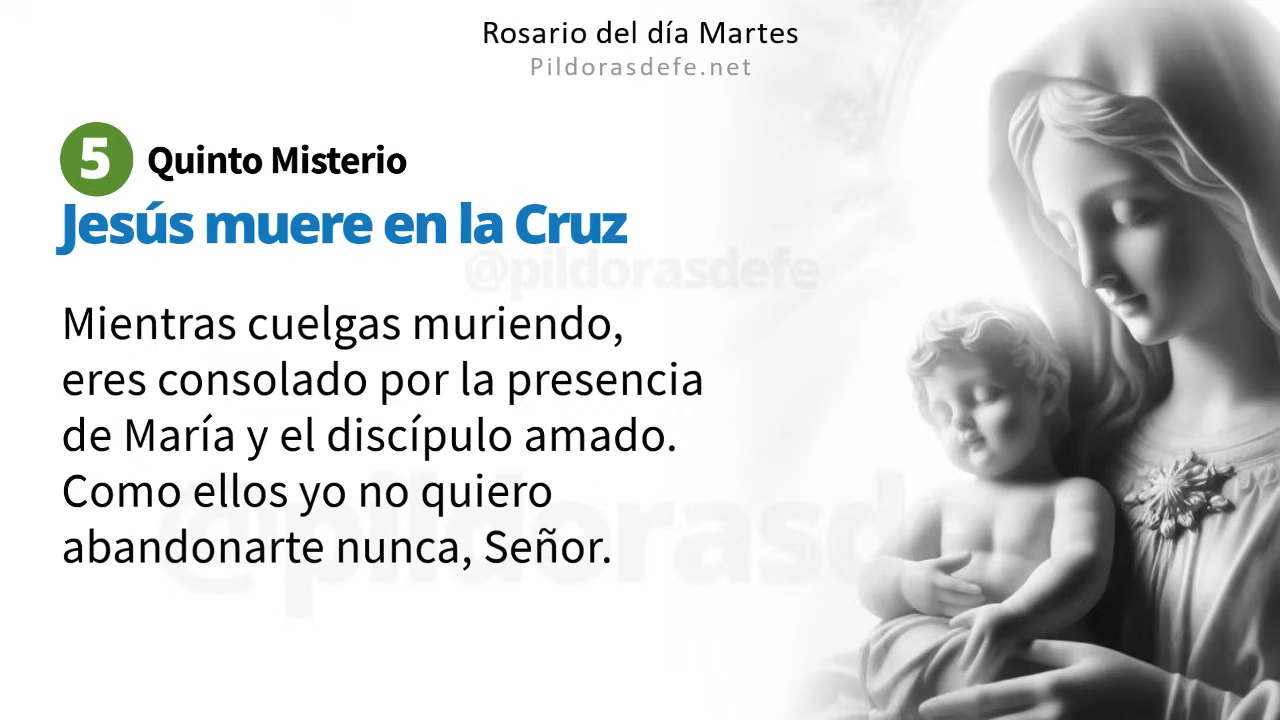 Rosario del día Martes
Pildorasdefe.net
5 Quinto Misterio
Jesús muere en la Cruz
@pildorasdefe
Mientras cuelgas muriendo,
eres consolado por la presencia
de María y el discípulo amado.
Como ellos yo no quiero
abandonarte nunca, Señor.
@pildorasdefe